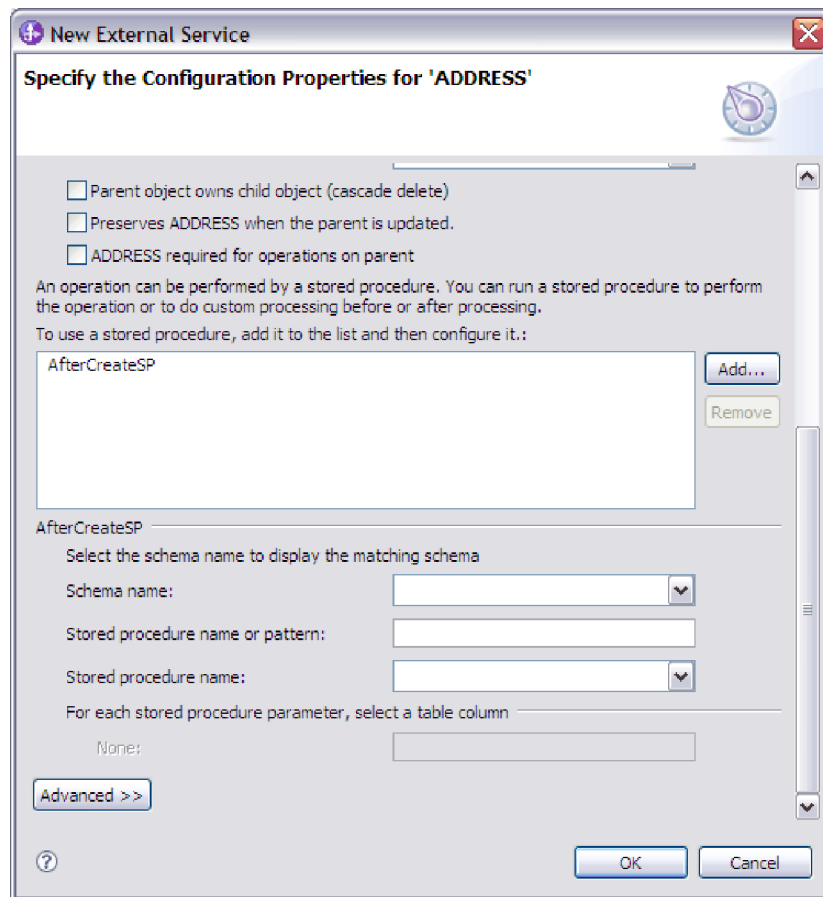 New External Service
Specify the Configuration Properties for 'ADDRESS'
Parent object owns child object (cascade delete)
Preserves ADDRESS when the parent is updated.
ADDRESS required for operations on parent
An operation can be performed by a stored procedure. You can run a stored procedure to perform
the operation or to do custom processing before or after processing.
To use a stored procedure, add it to the list and then configure it.:
AfterCreateSP
Add...
Remove
AfterCreateSP
Select the schema name to display the matching schema
Schema name:
Stored procedure name or pattern:
Stored procedure name:
For each stored procedure parameter, select a table column
None:
Advanced >>
?
OK
Cancel